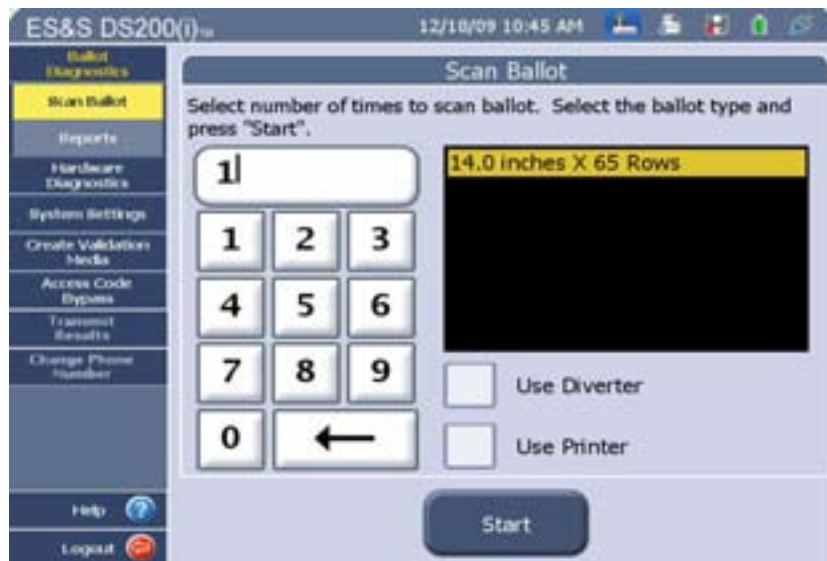 ES&S DS200(i)™
12/10/09 10:45 AM
Ballot
Diagnostics
Scan Ballot
Reports
Hardware
Diagnostics
System Settings
Create Validation
Media
Access Code
Bypass
Transmit
Results
Change Phone
Number
Help
Logout
Scan Ballot
Select number of times to scan ballot. Select the ballot type and
press "Start".
1
14.0 inches X 65 Rows
1 2 3
4 5 6
7 8 9
0
Use Diverter
Use Printer
Start